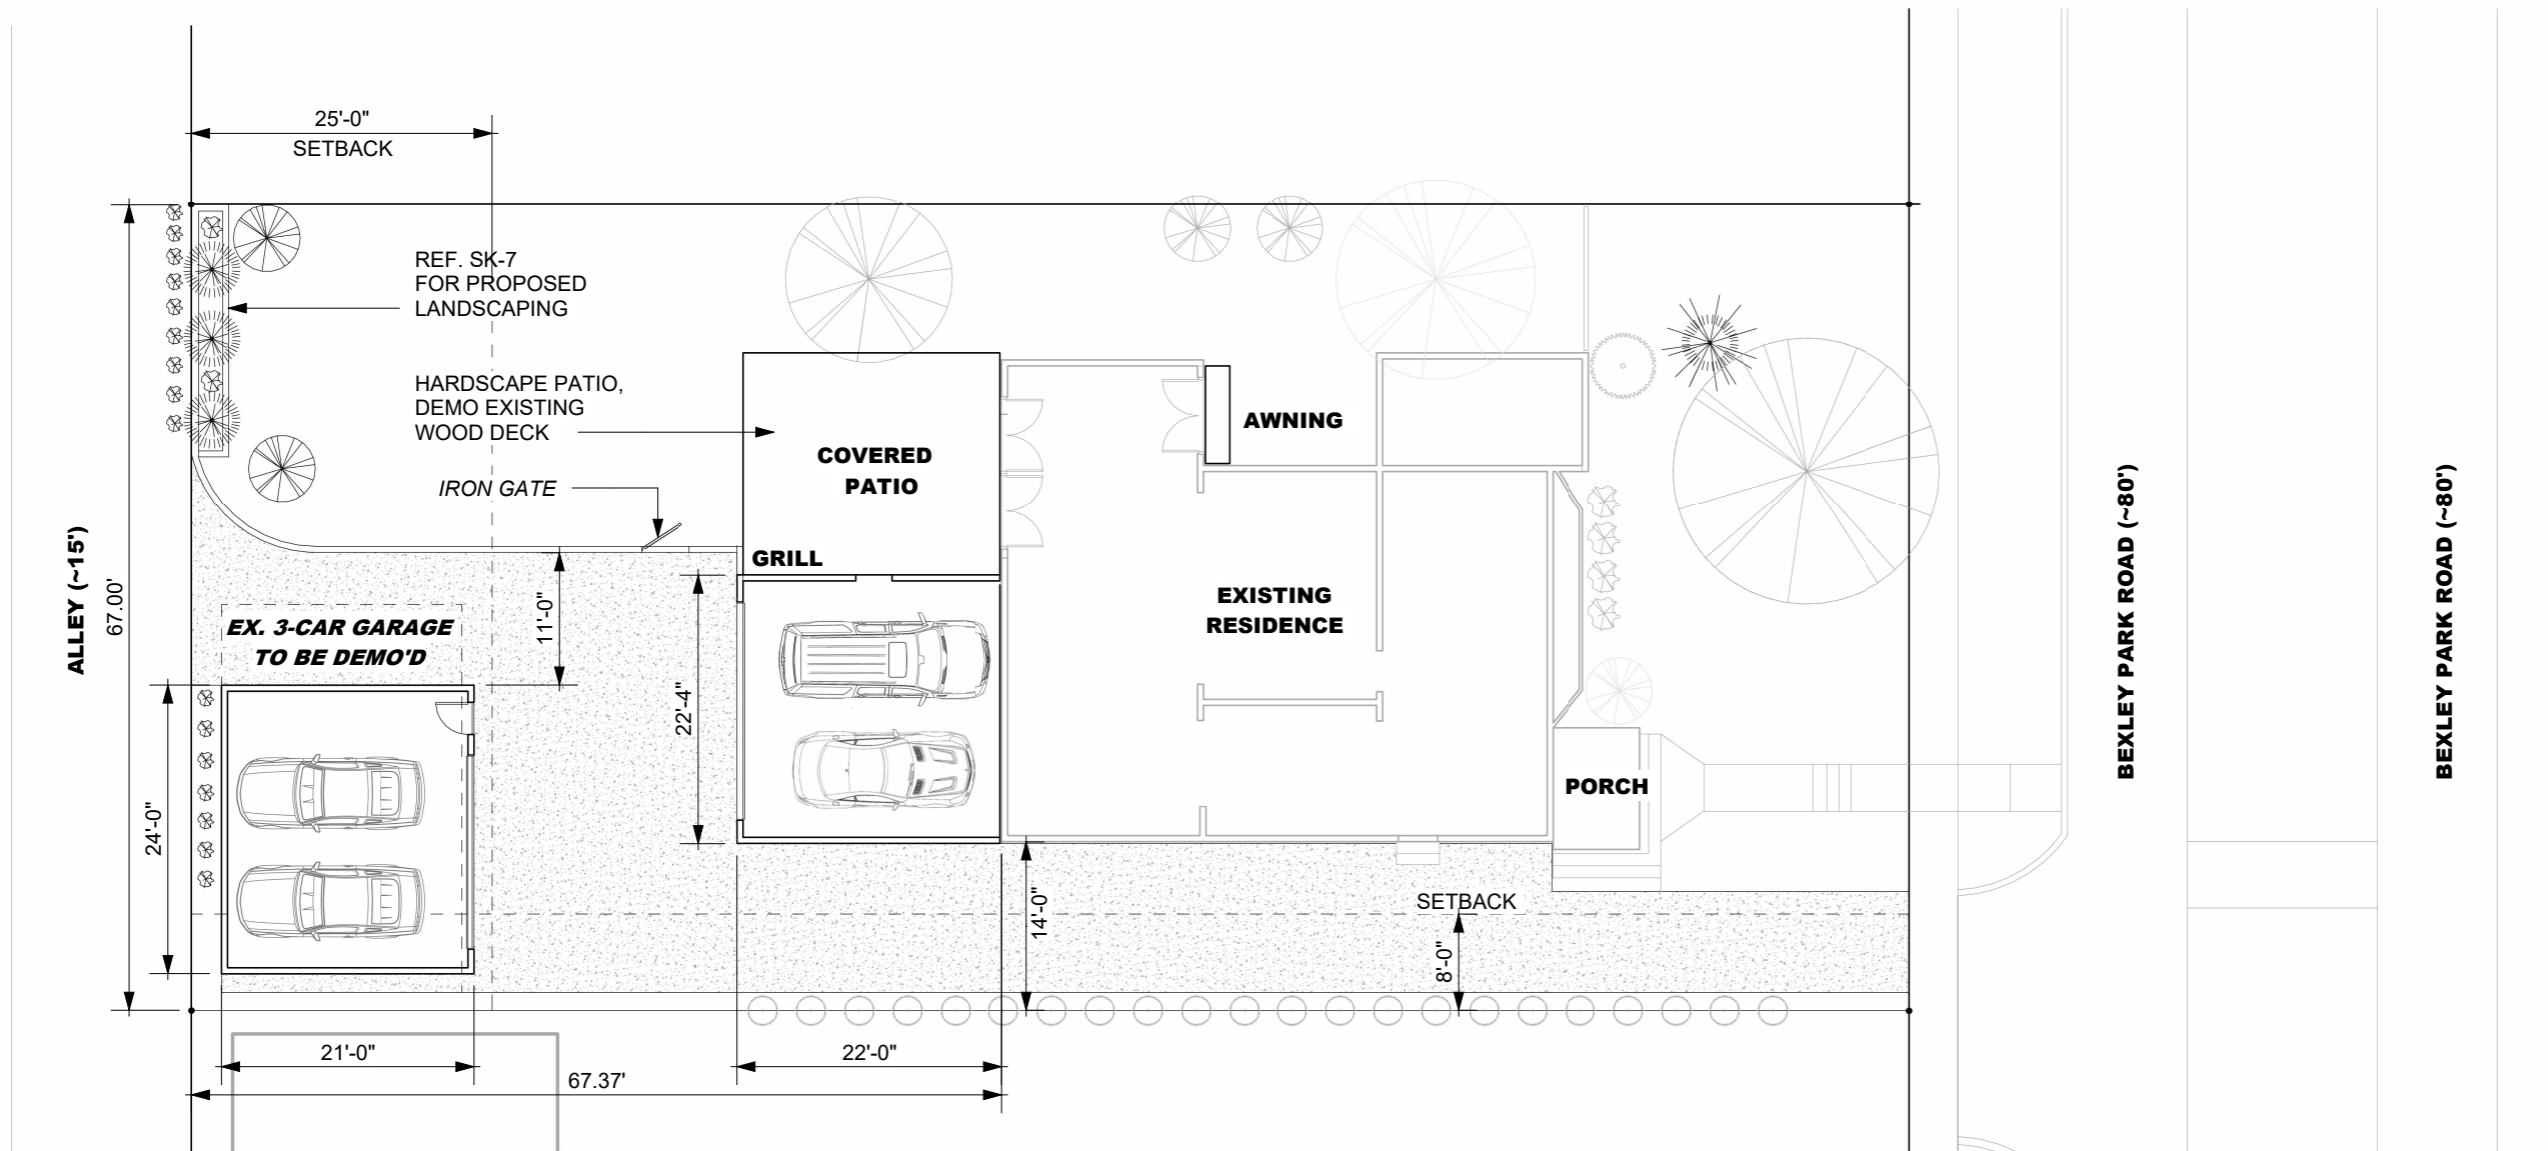 25'-0"
SETBACK
REF. SK-7
FOR PROPOSED
LANDSCAPING
HARDSCAPE PATIO,
DEMO EXISTING
WOOD DECK
IRON GATE
COVERED
PATIO
GRILL
AWNING
EXISTING
RESIDENCE
PORCH
ALLEY (~15')
67.00'
EX. 3-CAR GARAGE
TO BE DEMO'D
11'-0"
22'-4"
24'-0"
14'-0"
SETBACK
8'-0"
21'-0"
22'-0"
67.37'
BEXLEY PARK ROAD (~80')
BEXLEY PARK ROAD (~80')